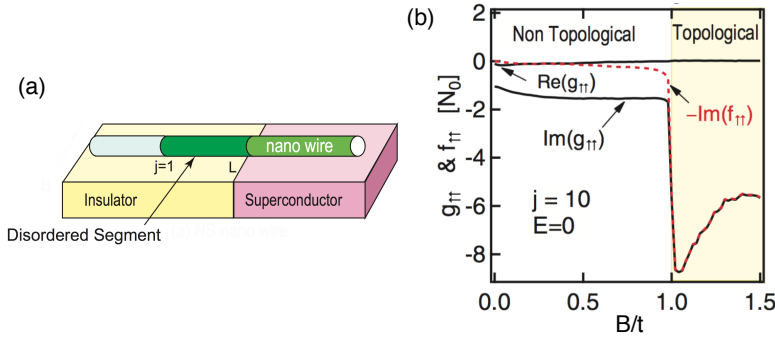 (a)
nano wire
j=1
L
Insulator
Superconductor
Disordered Segment
(b)
2
0
-2
-4
-6
-8
g↑↑ & f↑↑ [N₀]
Non Topological
Topological
Re(g↑↑)
−Im(f↑↑)
Im(g↑↑)
j = 10
E=0
0.0
0.5
1.0
1.5
B/t